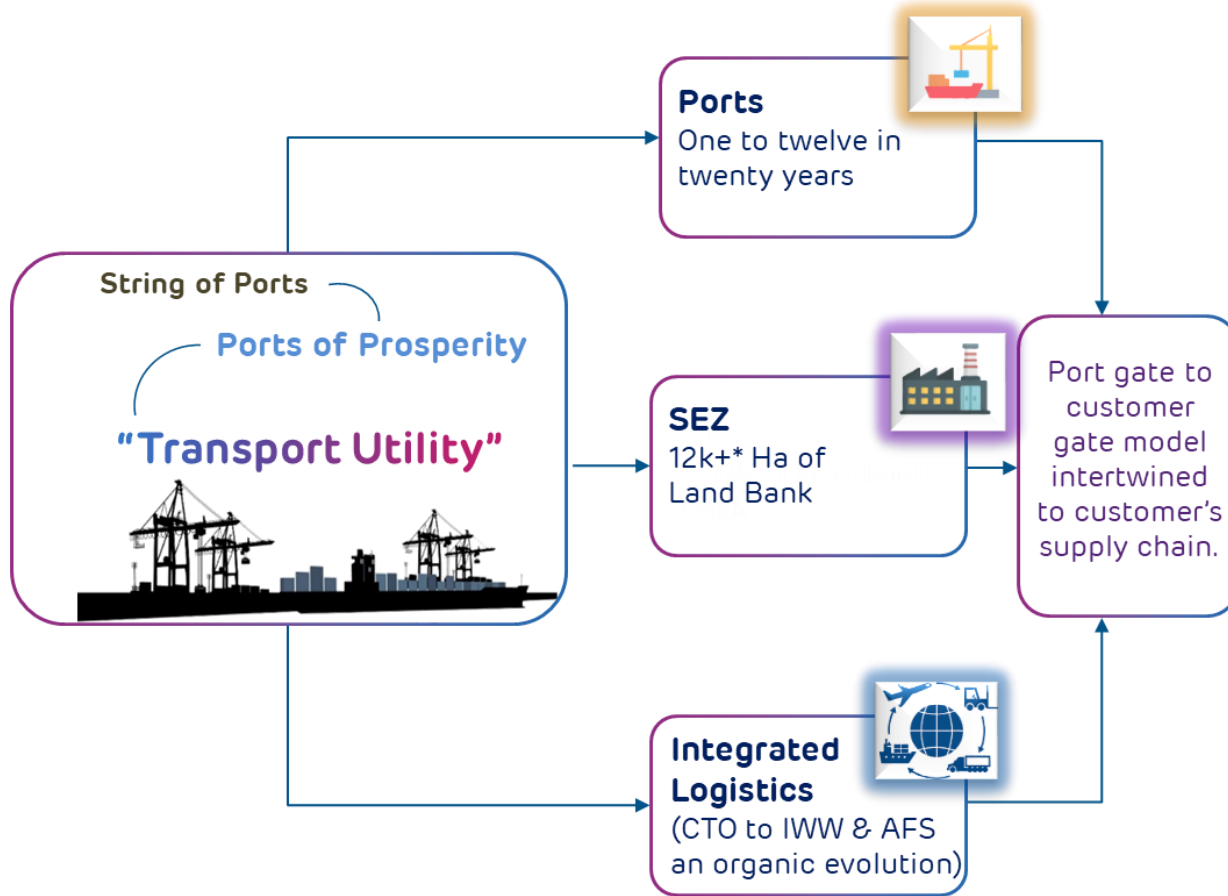 String of Ports
Ports of Prosperity
"Transport Utility"
Ports
One to twelve in
twenty years
SEZ
12k+* Ha of
Land Bank
Integrated
Logistics
(CTO to IWW & AFS
an organic evolution)
Port gate to
customer
gate model
intertwined
to customer’s
supply chain.